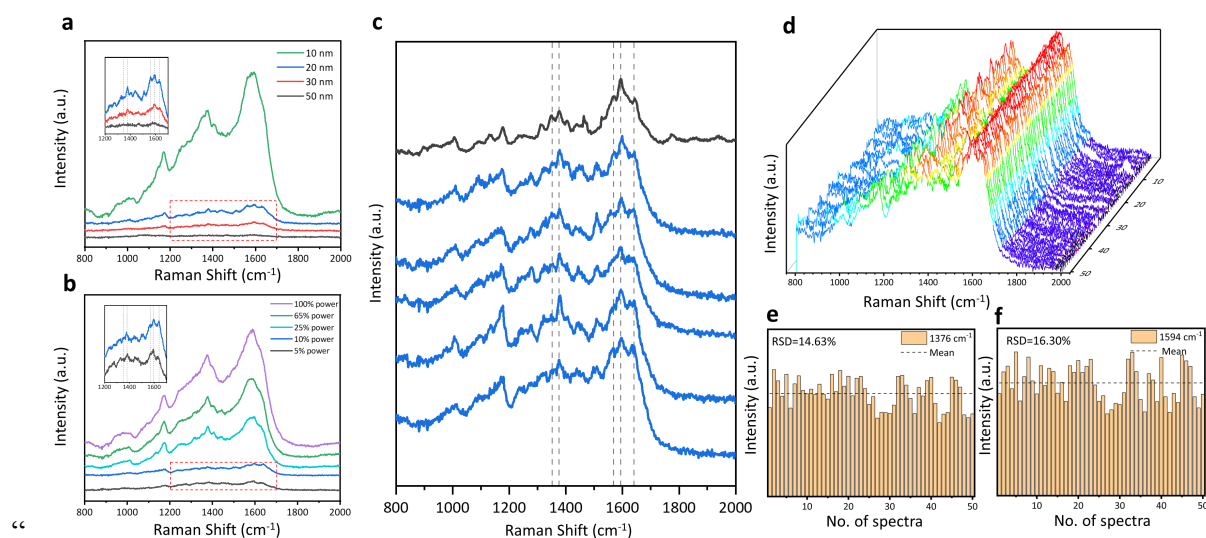 a
10 nm
20 nm
30 nm
50 nm
1200 1400 1600
Intensity (a.u.)
800 1000 1200 1400 1600 1800 2000
Raman Shift (cm⁻¹)
b
100% power
65% power
25% power
10% power
5% power
1200 1400 1600
Intensity (a.u.)
800 1000 1200 1400 1600 1800 2000
Raman Shift (cm⁻¹)
“
c
Intensity (a.u.)
800 1000 1200 1400 1600 1800 2000
Raman Shift (cm⁻¹)
d
Intensity (a.u.)
800 1000 1200 1400 1600 1800 2000
Raman Shift (cm⁻¹)
10
20
30
40
50
e
RSD=14.63%
1376 cm⁻¹
Mean
Intensity (a.u.)
10 20 30 40 50
No. of spectra
f
RSD=16.30%
1594 cm⁻¹
Mean
Intensity (a.u.)
10 20 30 40 50
No. of spectra